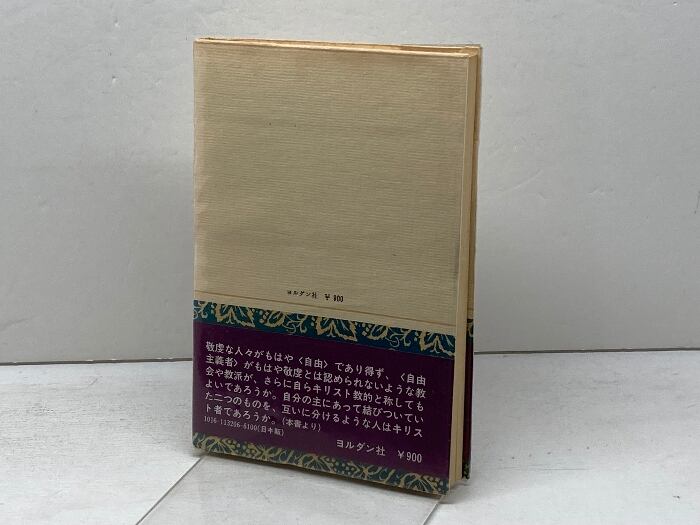 ヨルダン社 ￥900
敬虔な人々がもはや〈自由〉であり得ず、〈自由
主義者〉がもはや敬虔とは認められないような教
会や教派が、さらに自らキリスト教的と称しても
よいであろうか。自分の主にあって結びついてい
た二つのものを、互いに分けるような人はキリス
ト者であろうか。(本書より)
1016-113206-6100(日キ販)
ヨルダン社 ￥900